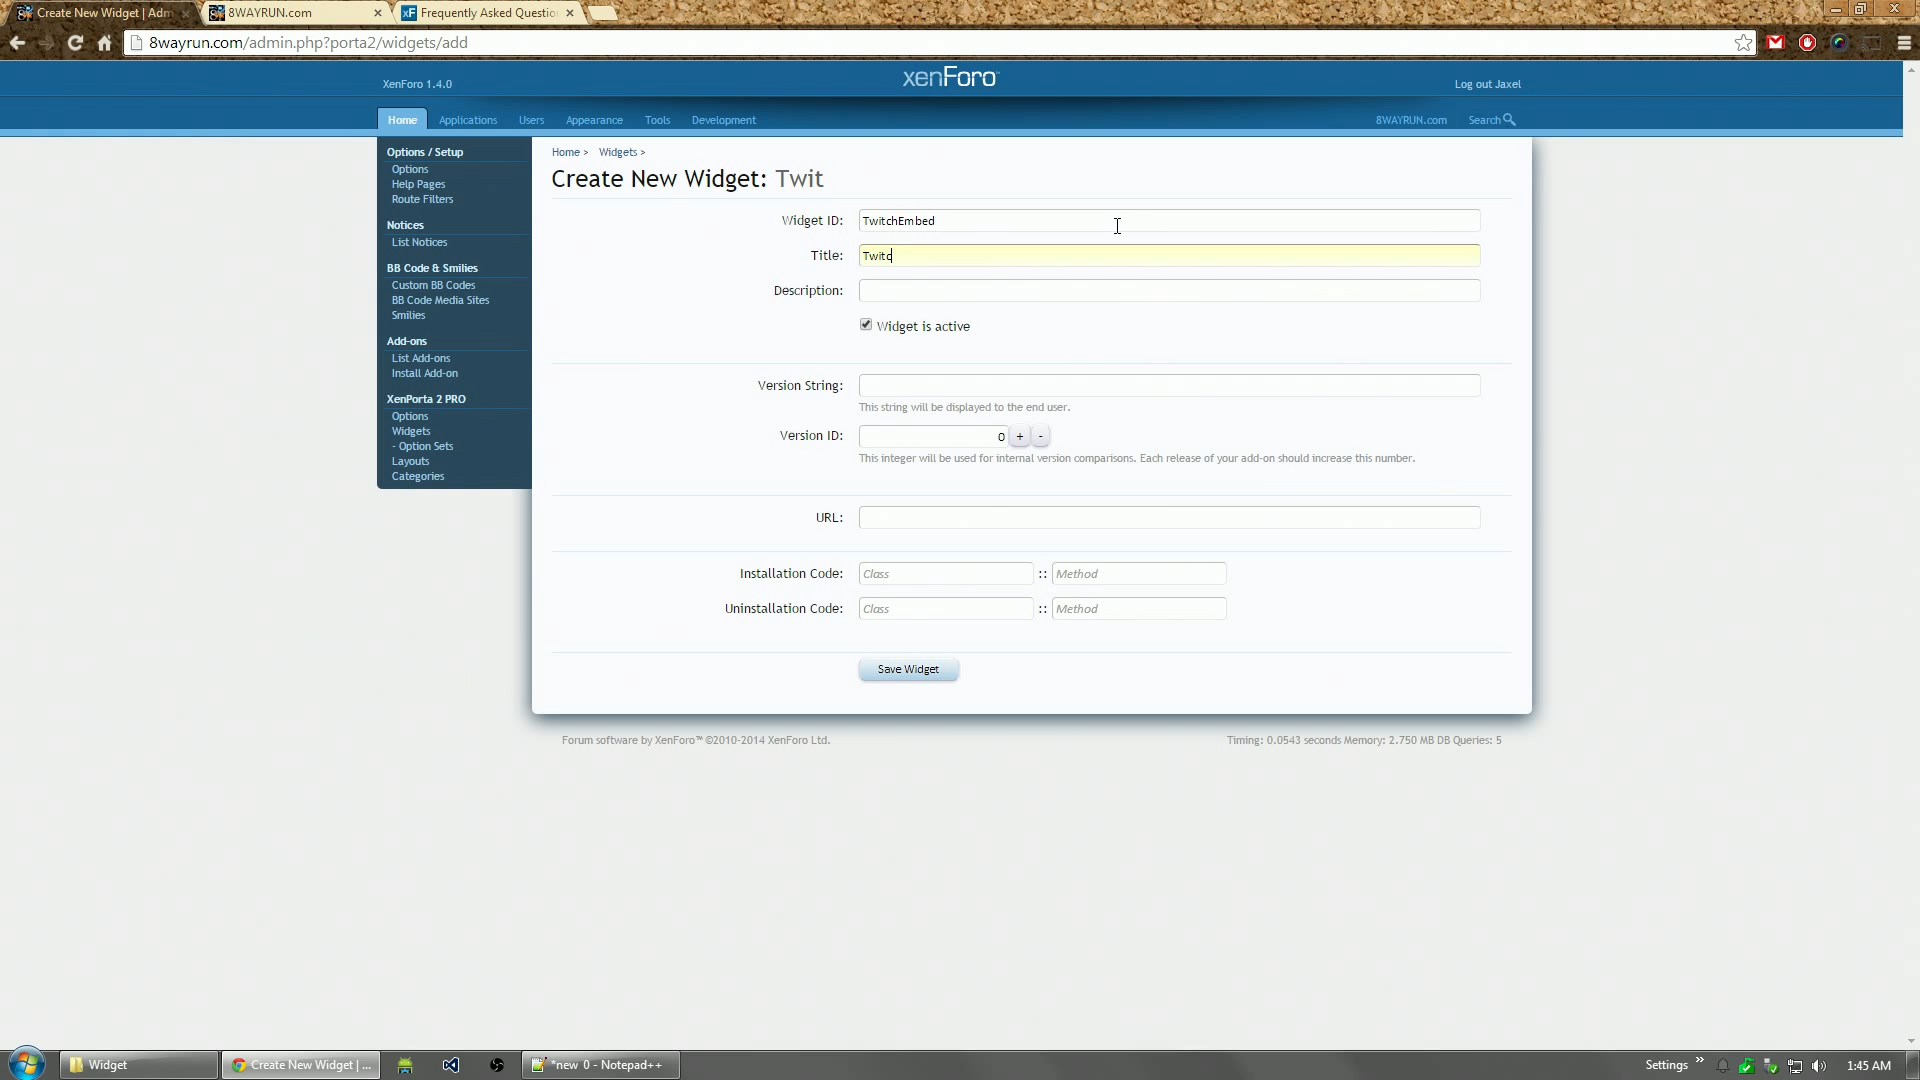 Create New Widget | Adm
8WAYRUN.com
Frequently Asked Questio
8wayrun.com/admin.php?porta2/widgets/add
XenForo 1.4.0
xenForo
Log out Jaxel
Home
Applications
Users
Appearance
Tools
Development
8WAYRUN.com
Search
Options / Setup
Options
Help Pages
Route Filters
Notices
List Notices
BB Code & Smilies
Custom BB Codes
BB Code Media Sites
Smilies
Add-ons
List Add-ons
Install Add-on
XenPorta 2 PRO
Options
Widgets
- Option Sets
Layouts
Categories
Home > Widgets >
Create New Widget: Twit
Widget ID: TwitchEmbed
Title: Twitc
Description:
Widget is active
Version String:
This string will be displayed to the end user.
Version ID: 0 + -
This integer will be used for internal version comparisons. Each release of your add-on should increase this number.
URL:
Installation Code: Class :: Method
Uninstallation Code: Class :: Method
Save Widget
Forum software by XenForo™ ©2010-2014 XenForo Ltd.
Timing: 0.0543 seconds Memory: 2.750 MB DB Queries: 5
Widget
Create New Widget | ...
*new 0 - Notepad++
Settings
1:45 AM